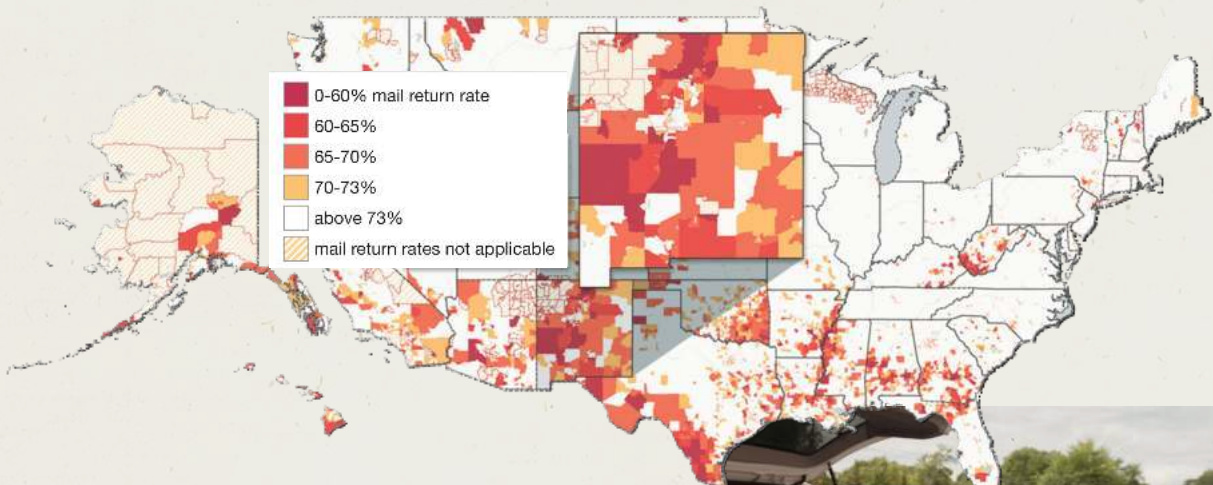 0-60% mail return rate
60-65%
65-70%
70-73%
above 73%
mail return rates not applicable